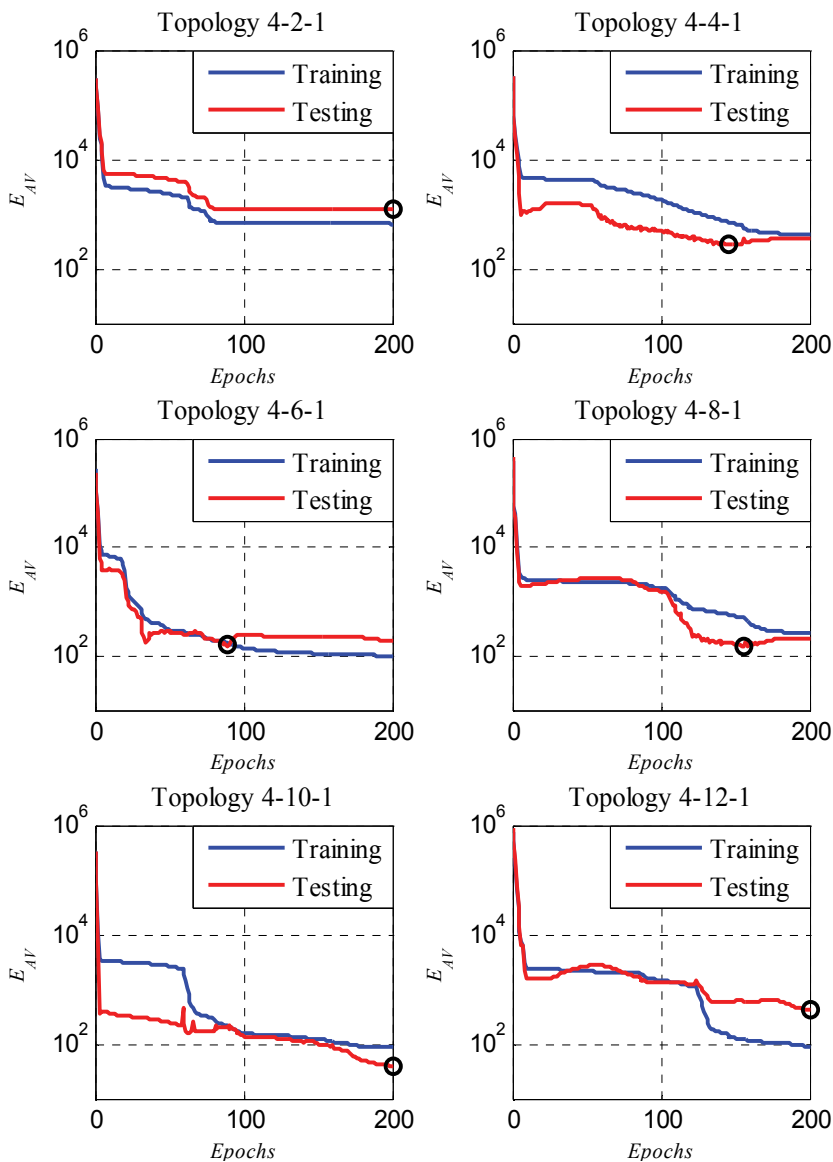 Topology 4-2-1
10^6
10^4
10^2
E_AV
Training
Testing
0 100 200
Epochs
Topology 4-4-1
10^6
10^4
10^2
E_AV
Training
Testing
0 100 200
Epochs
Topology 4-6-1
10^6
10^4
10^2
E_AV
Training
Testing
0 100 200
Epochs
Topology 4-8-1
10^6
10^4
10^2
E_AV
Training
Testing
0 100 200
Epochs
Topology 4-10-1
10^6
10^4
10^2
E_AV
Training
Testing
0 100 200
Epochs
Topology 4-12-1
10^6
10^4
10^2
E_AV
Training
Testing
0 100 200
Epochs